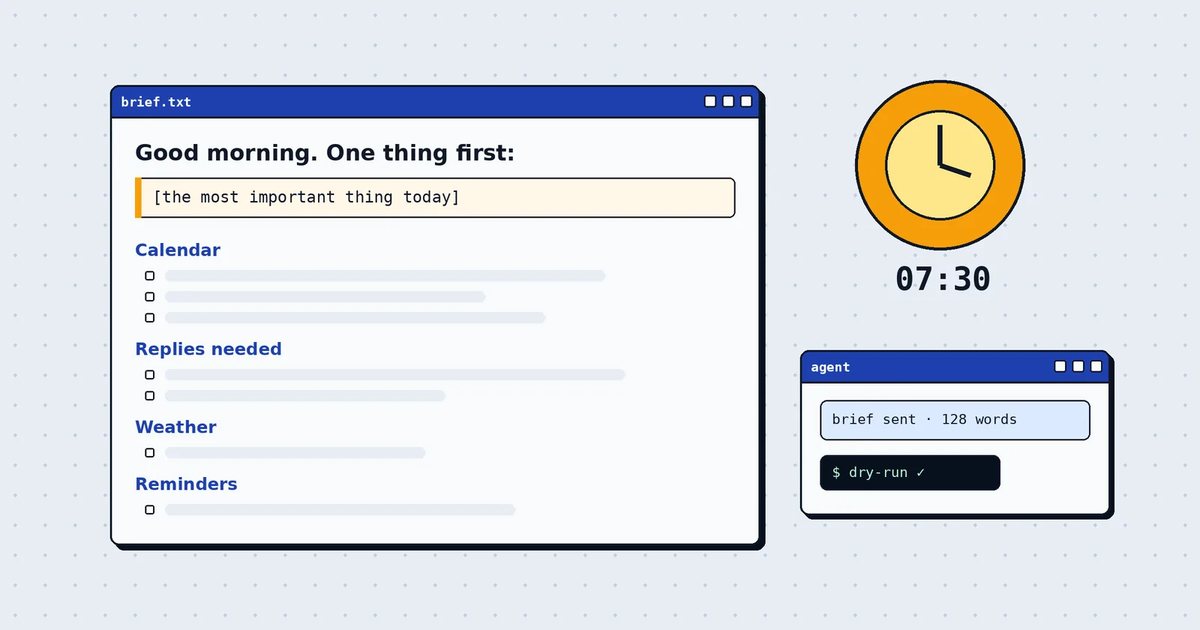 brief.txt
Good morning. One thing first:
[the most important thing today]
Calendar
Replies needed
Weather
Reminders
07:30
agent
brief sent · 128 words
$ dry-run ✓